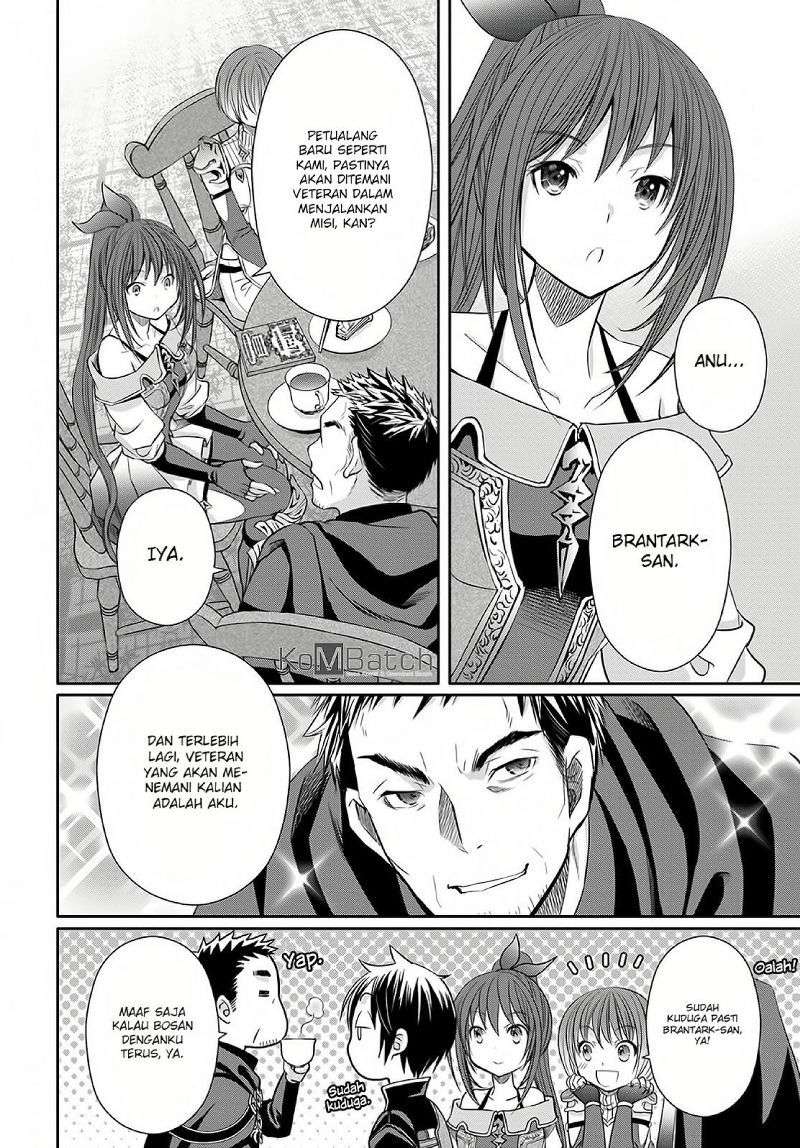 ANU...
BRANTARK-
SAN.
PETUALANG
BARU SEPERTI
KAMI, PASTINYA
AKAN DITEMANI
VETERAN DALAM
MENJALANKAN
MISI, KAN?
IYA.
KoMBatch
DAN TERLEBIH
LAGI, VETERAN
YANG AKAN ME-
NEMANI KALIAN
ADALAH AKU.
Oalah!
SUDAH
KUDUGA PASTI
BRANTARK-SAN,
YA!
Sudah
kuduga.
Yap.
MAAF SAJA
KALAU BOSAN
DENGANKU
TERUS, YA.